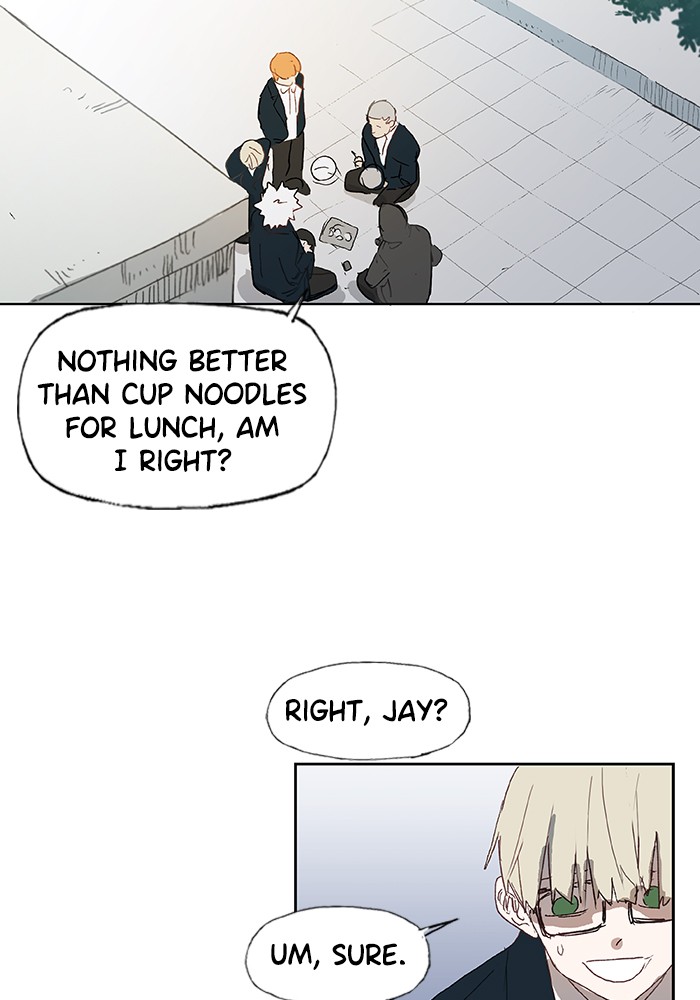 NOTHING BETTER
THAN CUP NOODLES
FOR LUNCH, AM
I RIGHT?
RIGHT, JAY?
UM, SURE.